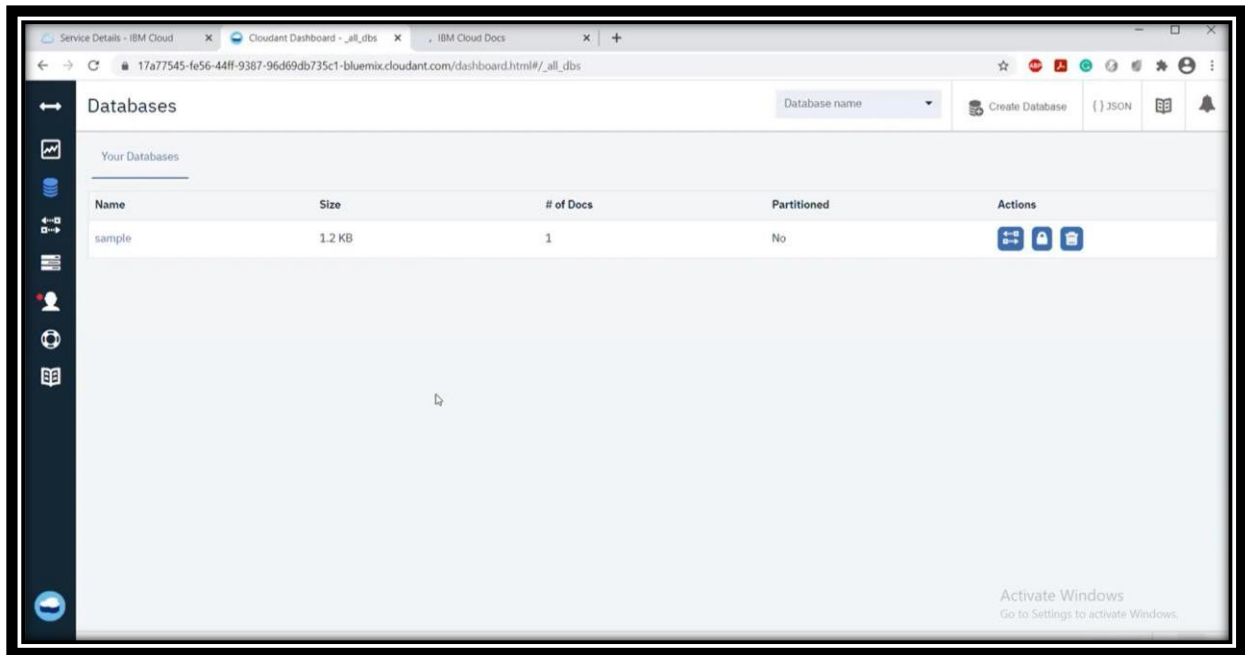 Service Details - IBM Cloud
Cloudant Dashboard - _all_dbs
IBM Cloud Docs
17a77545-fe56-44ff-9387-96d69db735c1-bluemix.cloudant.com/dashboard.html#/_all_dbs
ABP
Databases
Database name
Create Database
{ } JSON
Your Databases
Name Size # of Docs Partitioned Actions
sample 1.2 KB 1 No
Activate Windows
Go to Settings to activate Windows.